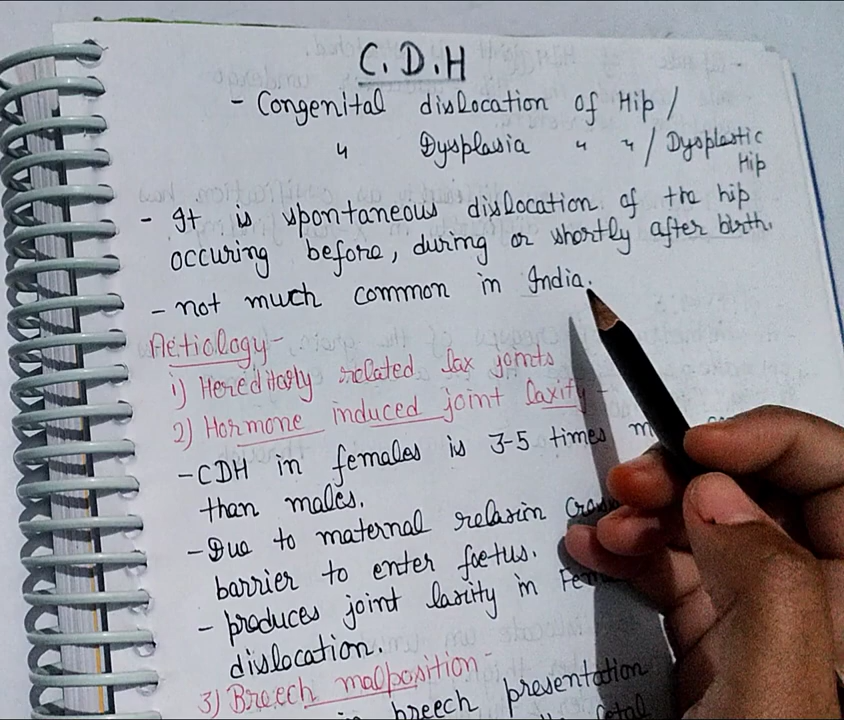 C.D.H
- Congenital dislocation of Hip /
" Dysplasia " " / Dysplastic
Hip
- It is spontaneous dislocation of the hip
occuring before, during or shortly after birth.
- not much common in India.
Aetiology -
1) Hereditary related lax joints
2) Hormone induced joint laxity -
- CDH in females is 3-5 times
than males.
- Due to maternal relaxin
barrier to enter foetus.
- produces joint laxity in
dislocation.
3) Breech malposition -
breech presentation